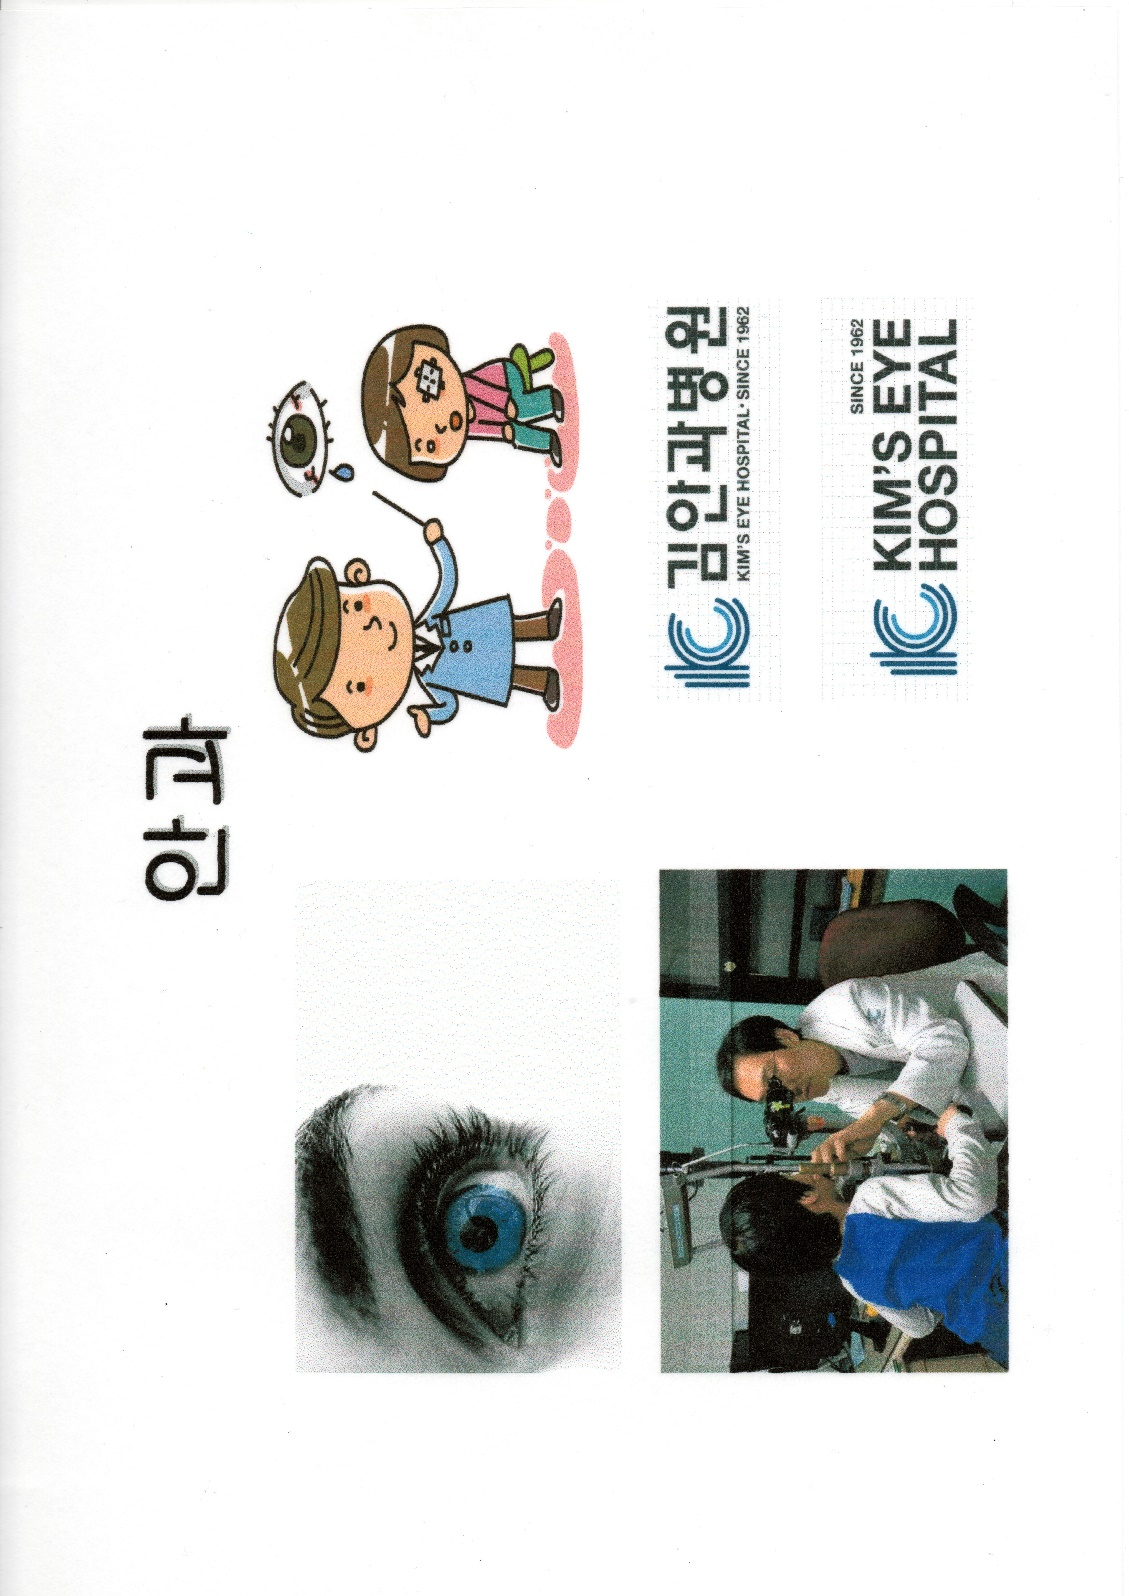 안과
김안과병원
KIM'S EYE HOSPITAL · SINCE 1962
SINCE 1962
KIM'S EYE
HOSPITAL